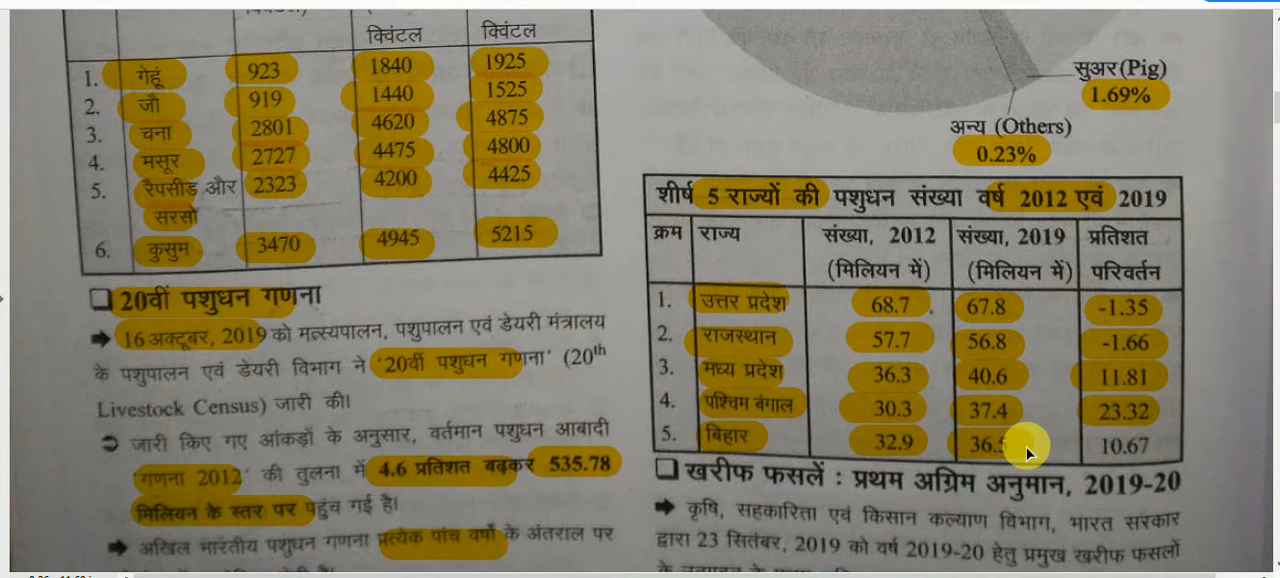 क्विंटल क्विंटल
1. गेहूं 923 1840 1925
2. जौ 919 1440 1525
3. चना 2801 4620 4875
4. मसूर 2727 4475 4800
5. रैपसीड और 2323 4200 4425
सरसों
6. कुसुम 3470 4945 5215
20वीं पशुधन गणना
16 अक्टूबर, 2019 को मत्स्यपालन, पशुपालन एवं डेयरी मंत्रालय
के पशुपालन एवं डेयरी विभाग ने '20वीं पशुधन गणना' (20th
Livestock Census) जारी की।
जारी किए गए आंकड़ों के अनुसार, वर्तमान पशुधन आबादी
'गणना 2012' की तुलना में 4.6 प्रतिशत बढ़कर 535.78
मिलियन के स्तर पर पहुंच गई है।
अखिल भारतीय पशुधन गणना प्रत्येक पांच वर्षों के अंतराल पर
सुअर (Pig)
1.69%
अन्य (Others)
0.23%
शीर्ष 5 राज्यों की पशुधन संख्या वर्ष 2012 एवं 2019
क्रम राज्य संख्या, 2012 संख्या, 2019 प्रतिशत
(मिलियन में) (मिलियन में) परिवर्तन
1. उत्तर प्रदेश 68.7 67.8 -1.35
2. राजस्थान 57.7 56.8 -1.66
3. मध्य प्रदेश 36.3 40.6 11.81
4. पश्चिम बंगाल 30.3 37.4 23.32
5. बिहार 32.9 36.5 10.67
खरीफ फसलें : प्रथम अग्रिम अनुमान, 2019-20
कृषि, सहकारिता एवं किसान कल्याण विभाग, भारत सरकार
द्वारा 23 सितंबर, 2019 को वर्ष 2019-20 हेतु प्रमुख खरीफ फसलों